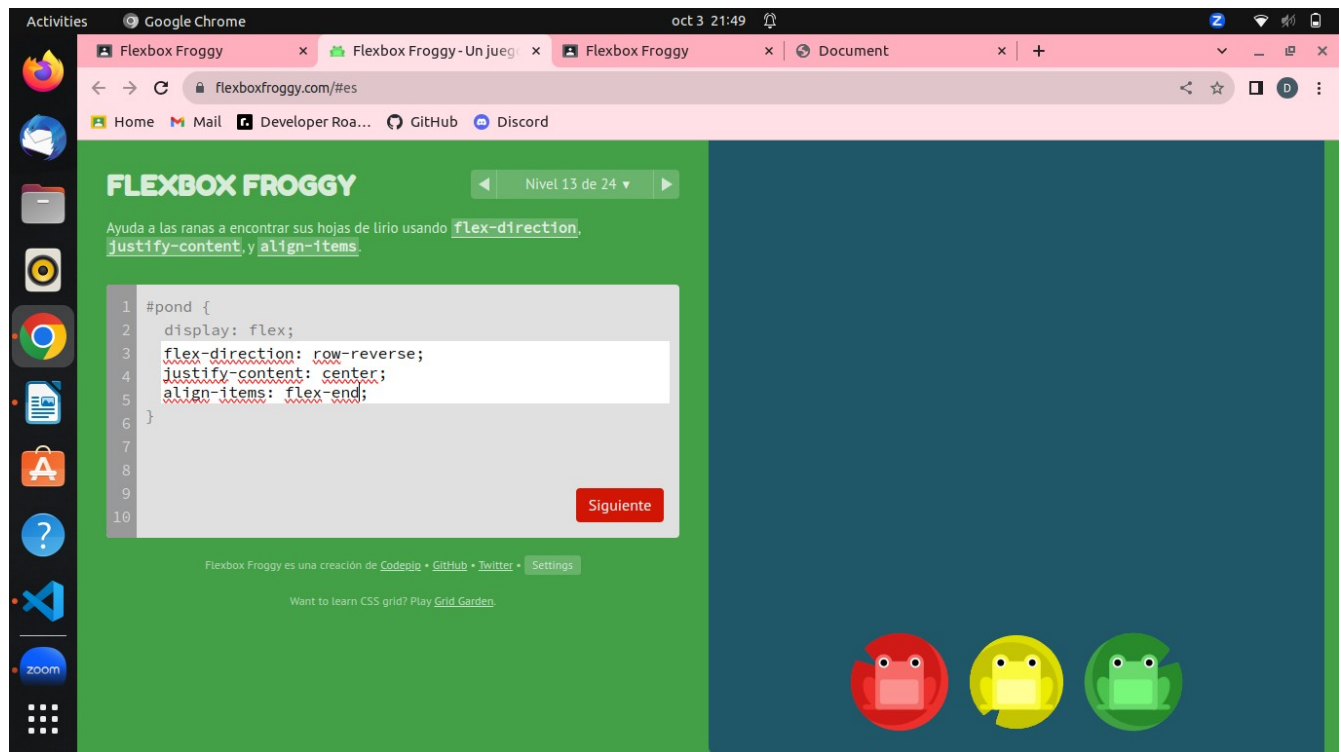 Activities
Google Chrome
oct 3 21:49
Z
Flexbox Froggy
Flexbox Froggy - Un juego
Flexbox Froggy
Document
flexboxfroggy.com/#es
D
Home
Mail
Developer Roa...
GitHub
Discord
FLEXBOX FROGGY
Nivel 13 de 24 ▾
Ayuda a las ranas a encontrar sus hojas de lirio usando flex-direction,
justify-content, y align-items.
1 #pond {
2 display: flex;
3 flex-direction: row-reverse;
4 justify-content: center;
5 align-items: flex-end;
6 }
7
8
9
10
Siguiente
Flexbox Froggy es una creación de Codepip • GitHub • Twitter • Settings
Want to learn CSS grid? Play Grid Garden.
zoom